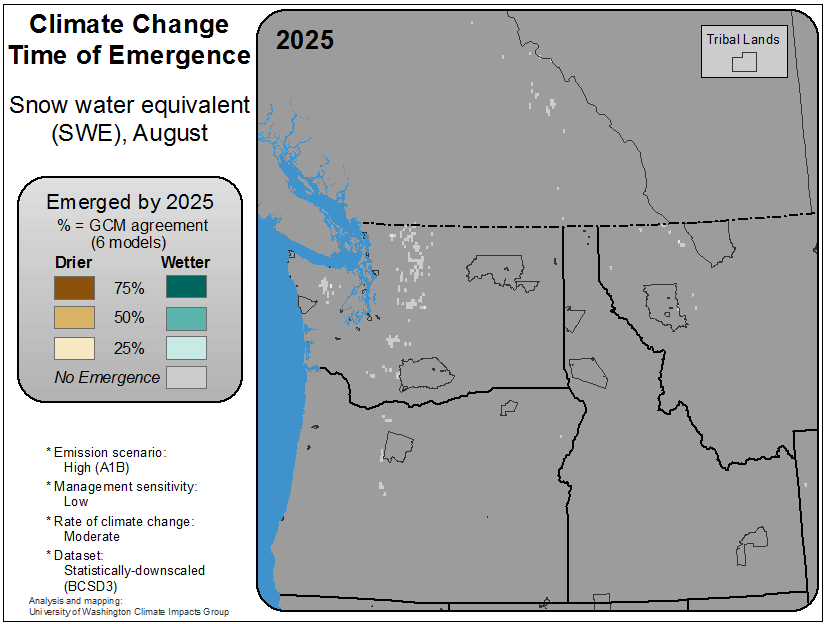 Climate Change
Time of Emergence
Snow water equivalent
(SWE), August
Emerged by 2025
% = GCM agreement
(6 models)
Drier Wetter
75%
50%
25%
No Emergence
* Emission scenario:
High (A1B)
* Management sensitivity:
Low
* Rate of climate change:
Moderate
* Dataset:
Statistically-downscaled
(BCSD3)
Analysis and mapping:
University of Washington Climate Impacts Group
2025
Tribal Lands